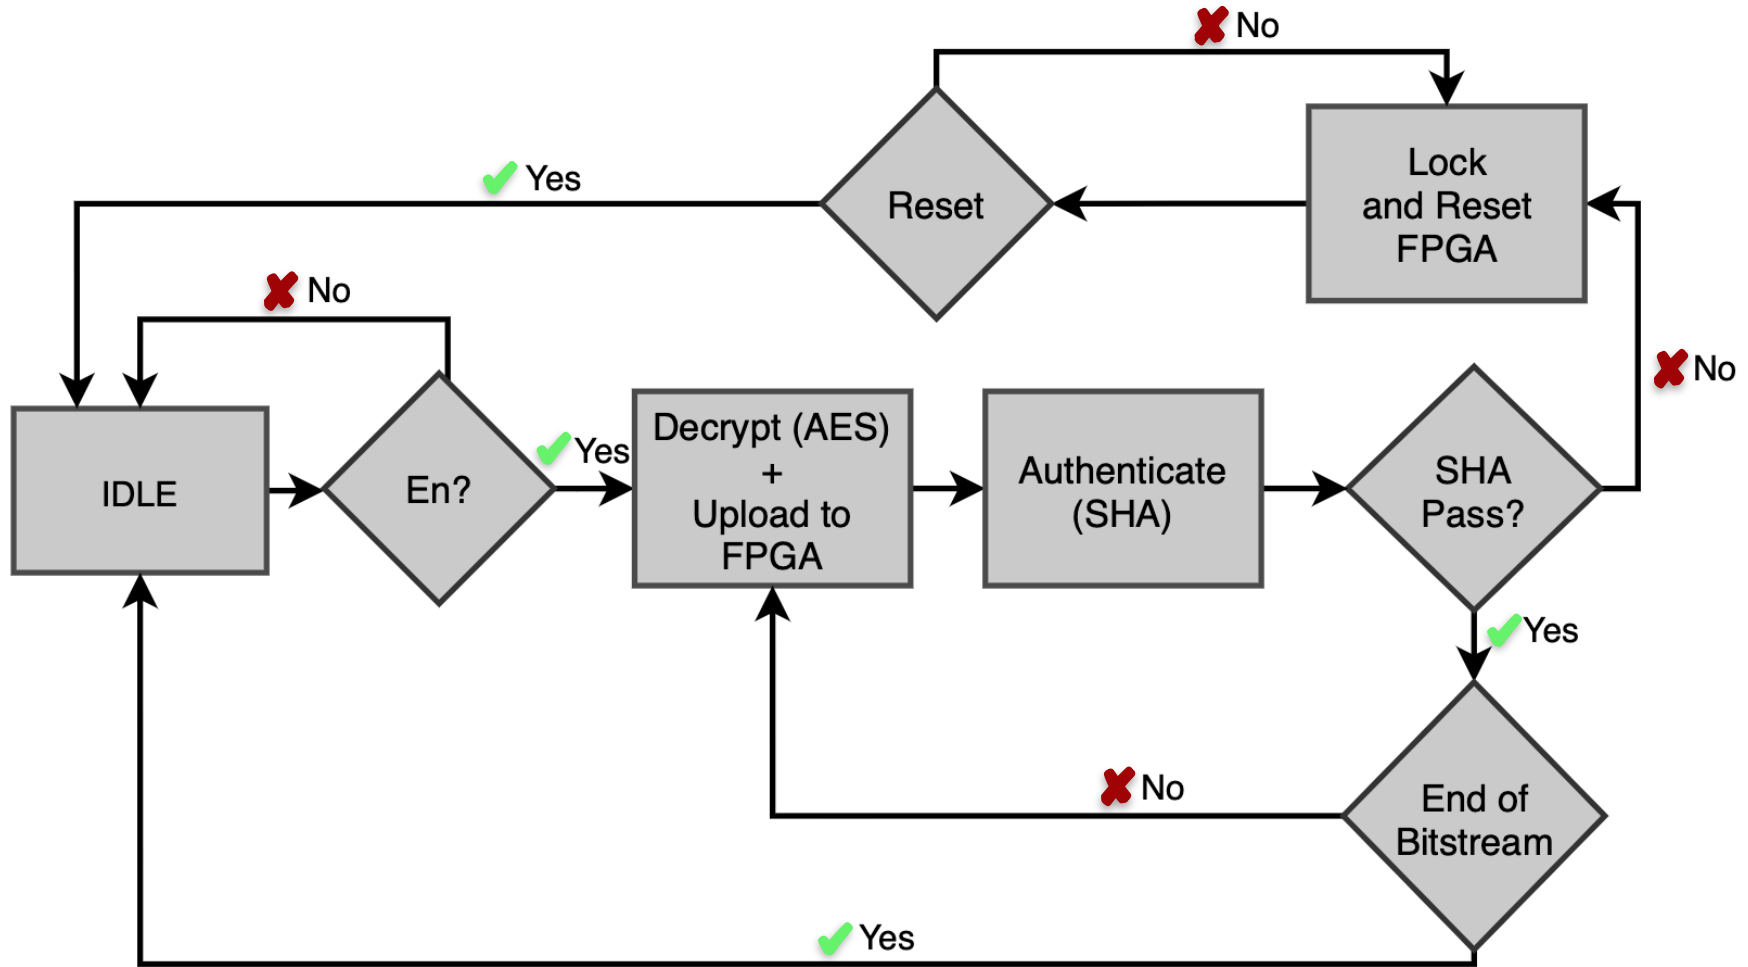 No
Lock
and Reset
FPGA
Reset
Yes
No
No
IDLE
En?
Yes
Decrypt (AES)
+
Upload to
FPGA
Authenticate
(SHA)
SHA
Pass?
Yes
End of
Bitstream
No
Yes